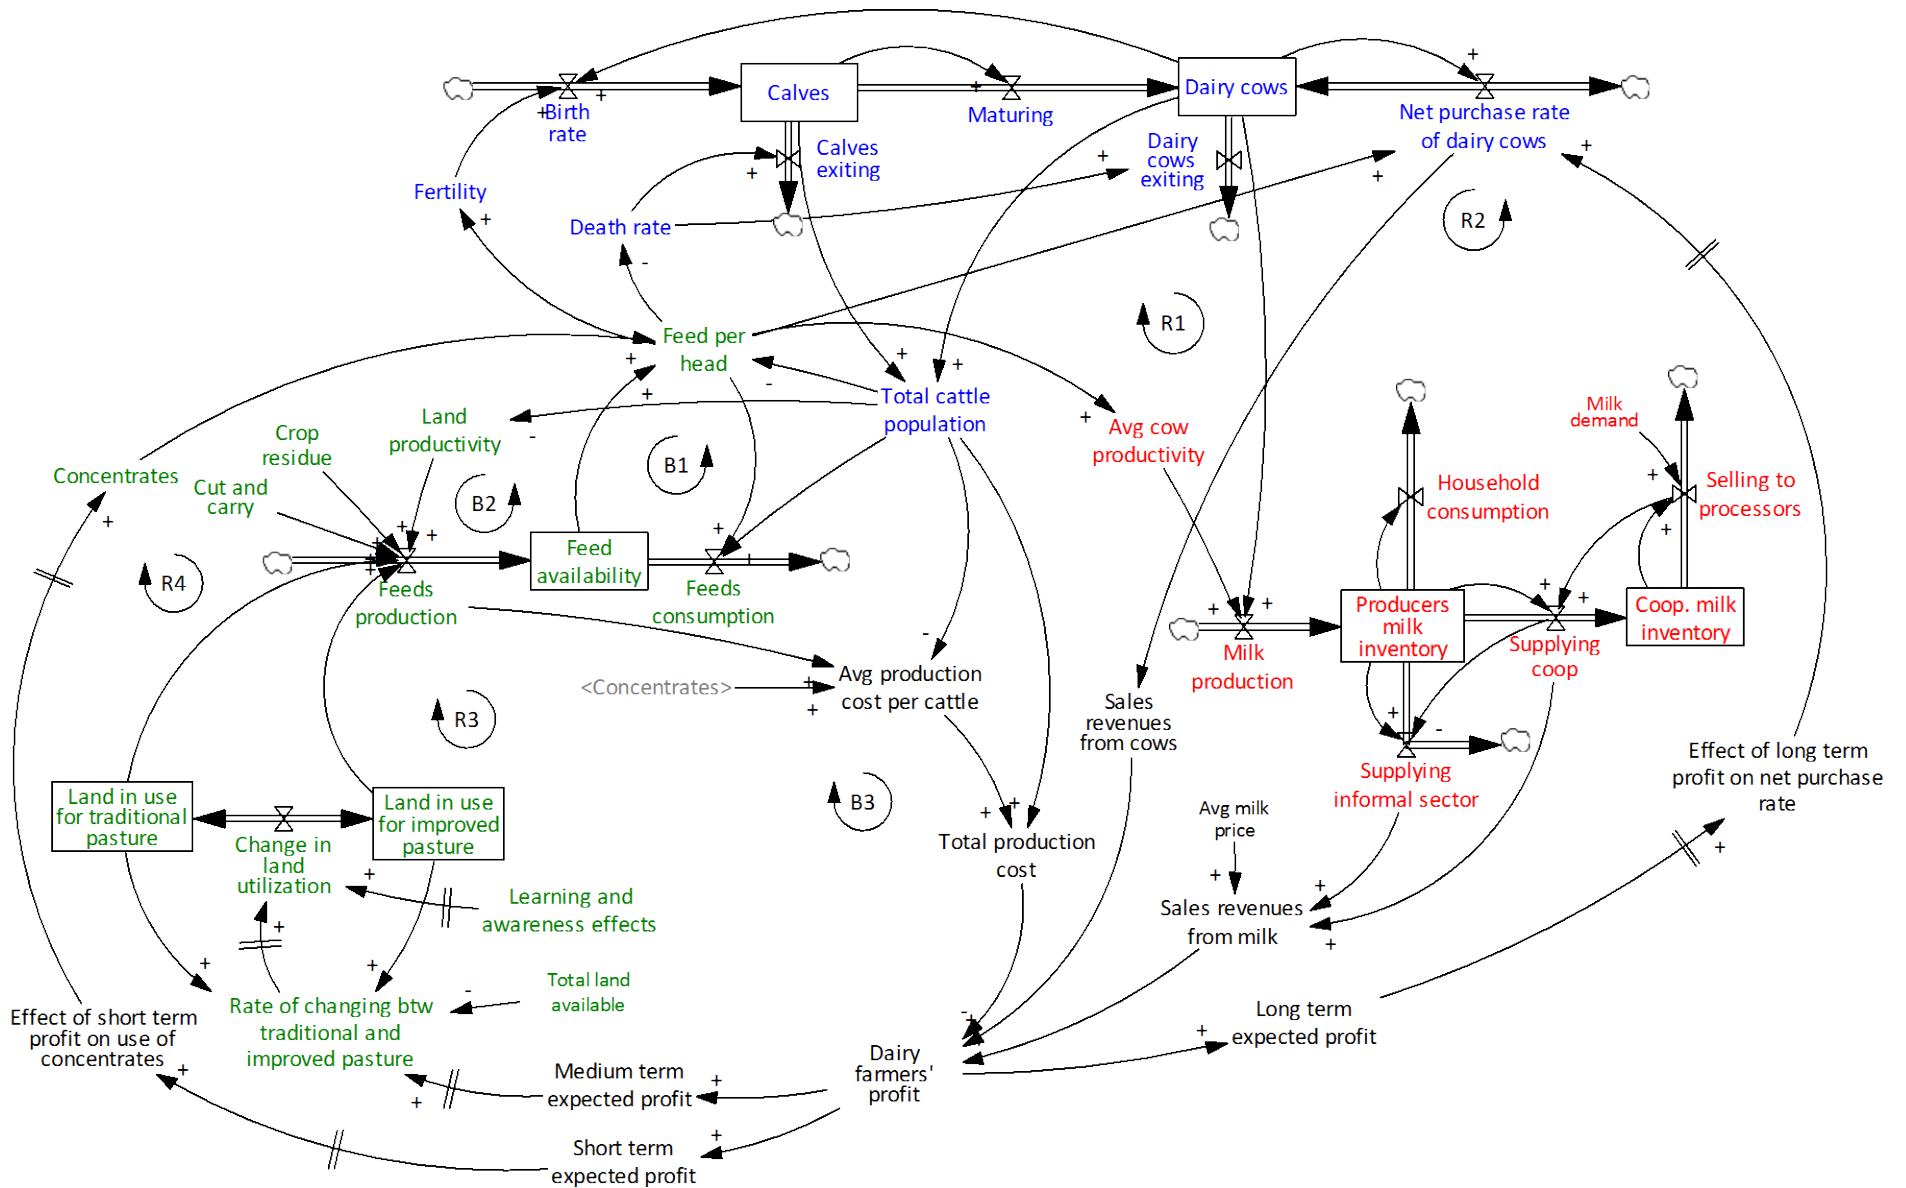 Calves
Dairy cows
Birth
rate
Maturing
Net purchase rate
of dairy cows
Calves
exiting
Dairy
cows
exiting
Fertility
Death rate
R2
R1
Feed per
head
Total cattle
population
Land
productivity
Crop
residue
Concentrates
Cut and
carry
B1
B2
Avg cow
productivity
Milk
demand
Household
consumption
Selling to
processors
R4
Feed
availability
Feeds
production
Feeds
consumption
Producers
milk
inventory
Coop. milk
inventory
Supplying
coop
Milk
production
Avg production
cost per cattle
<Concentrates>
R3
Sales
revenues
from cows
Supplying
informal sector
Effect of long term
profit on net purchase
rate
Land in use
for traditional
pasture
Land in use
for improved
pasture
Change in
land
utilization
B3
Avg milk
price
Total production
cost
Learning and
awareness effects
Sales revenues
from milk
Total land
available
Rate of changing btw
traditional and
improved pasture
Effect of short term
profit on use of
concentrates
Long term
expected profit
Dairy
farmers'
profit
Medium term
expected profit
Short term
expected profit